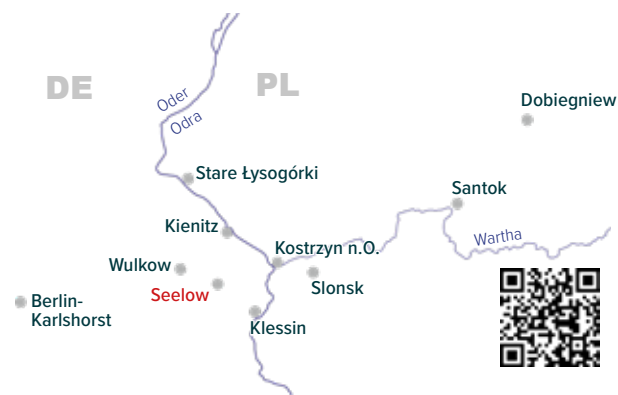 DE
PL
Oder
Odra
Dobiegniew
Stare Łysogórki
Santok
Kienitz
Wartha
Kostrzyn n.O.
Wulkow
Slonsk
Seelow
Berlin-
Karlshorst
Klessin